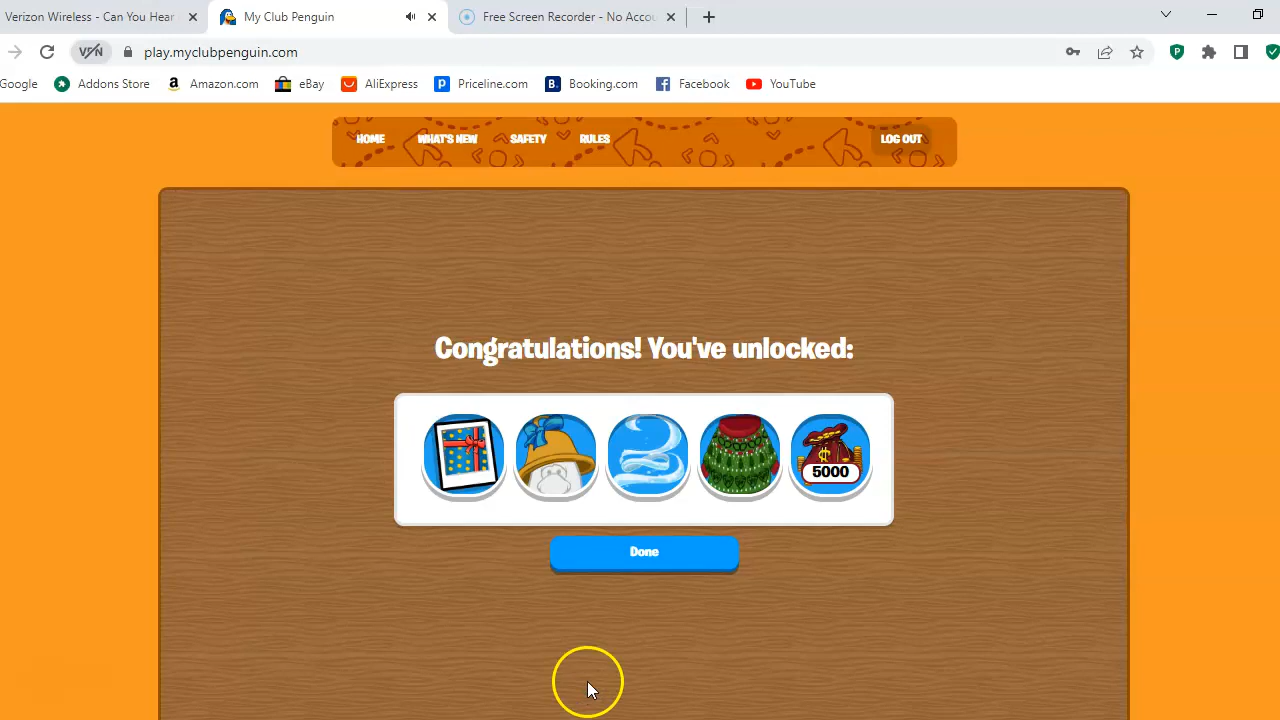 Verizon Wireless - Can You Hear
My Club Penguin
Free Screen Recorder - No Accou
VPN
play.myclubpenguin.com
Google
Addons Store
Amazon.com
eBay
AliExpress
Priceline.com
Booking.com
Facebook
YouTube
HOME
WHAT'S NEW
SAFETY
RULES
LOG OUT
Congratulations! You've unlocked:
5000
Done